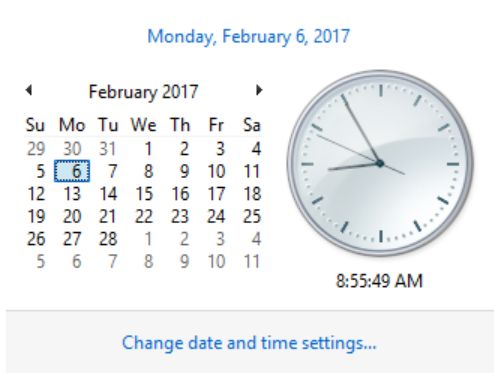 Monday, February 6, 2017
February 2017
Su Mo Tu We Th Fr Sa
29 30 31 1 2 3 4
5 6 7 8 9 10 11
12 13 14 15 16 17 18
19 20 21 22 23 24 25
26 27 28 1 2 3 4
5 6 7 8 9 10 11
8:55:49 AM
Change date and time settings...